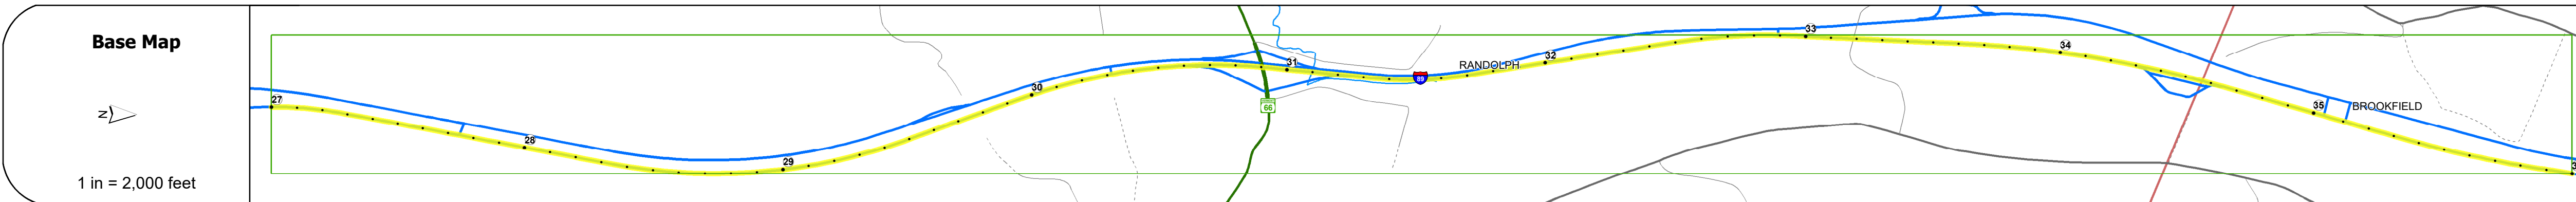 Base Map
N
1 in = 2,000 feet
27
28
29
30
66
31
89
RANDOLPH
32
33
34
35
BROOKFIELD